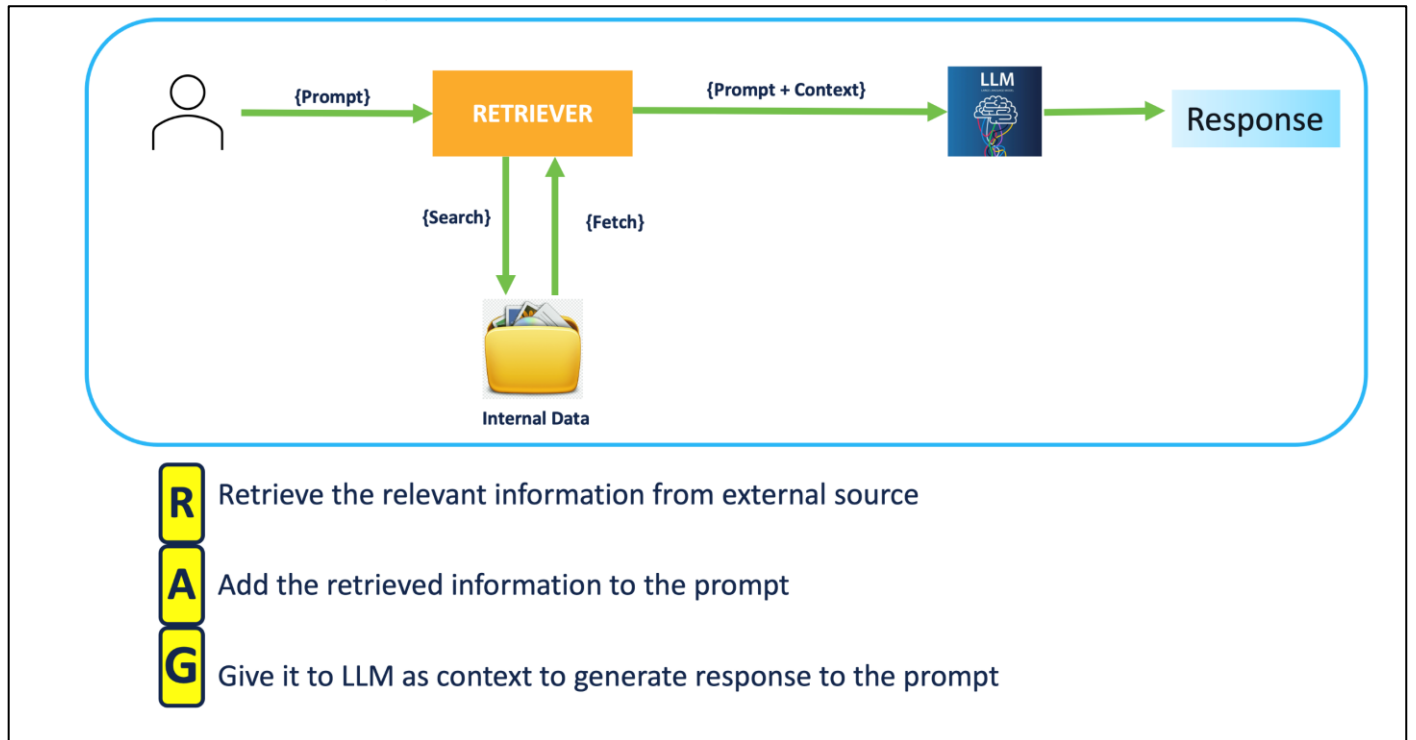 {Prompt}
RETRIEVER
{Prompt + Context}
LLM
Response
{Search}
{Fetch}
Internal Data
R Retrieve the relevant information from external source
A Add the retrieved information to the prompt
G Give it to LLM as context to generate response to the prompt